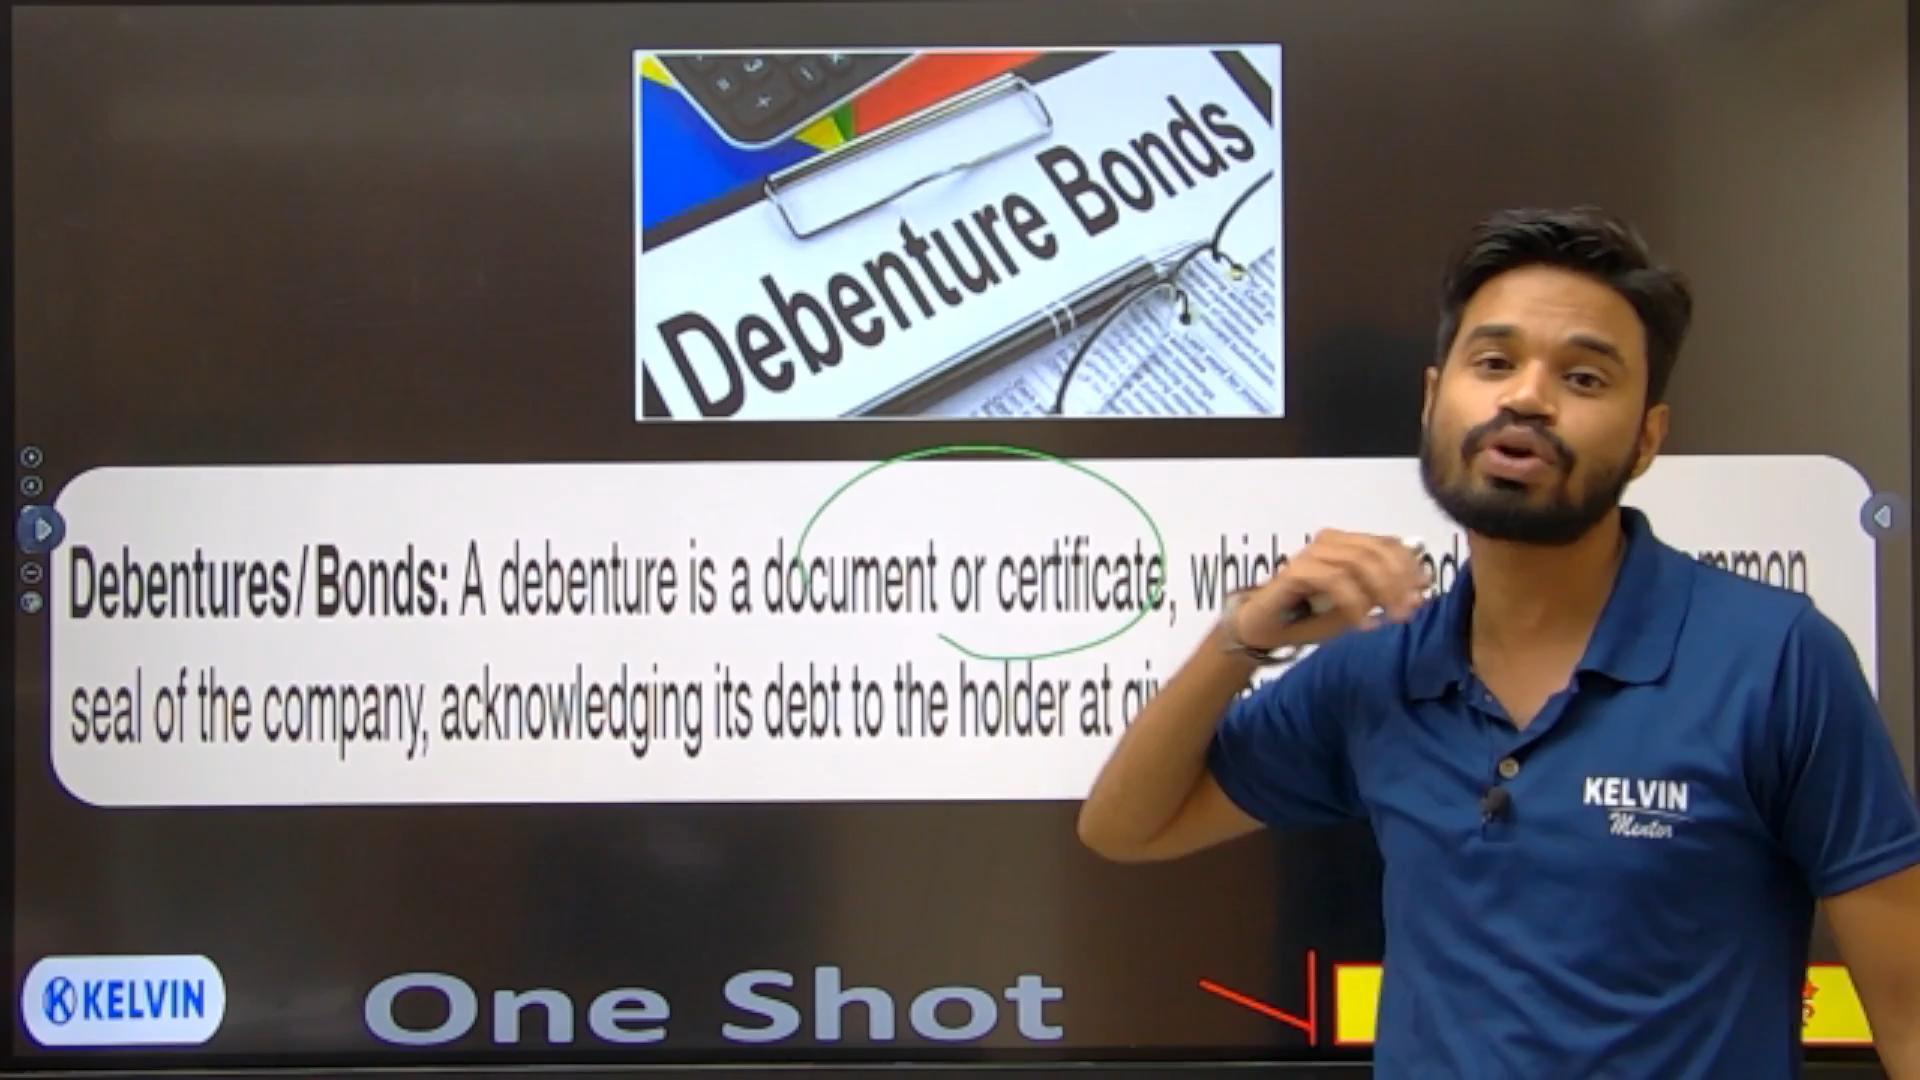 Debenture Bonds
Debentures/Bonds: A debenture is a document or certificate, which
seal of the company, acknowledging its debt to the holder at
KELVIN
Mentor
KELVIN
One Shot